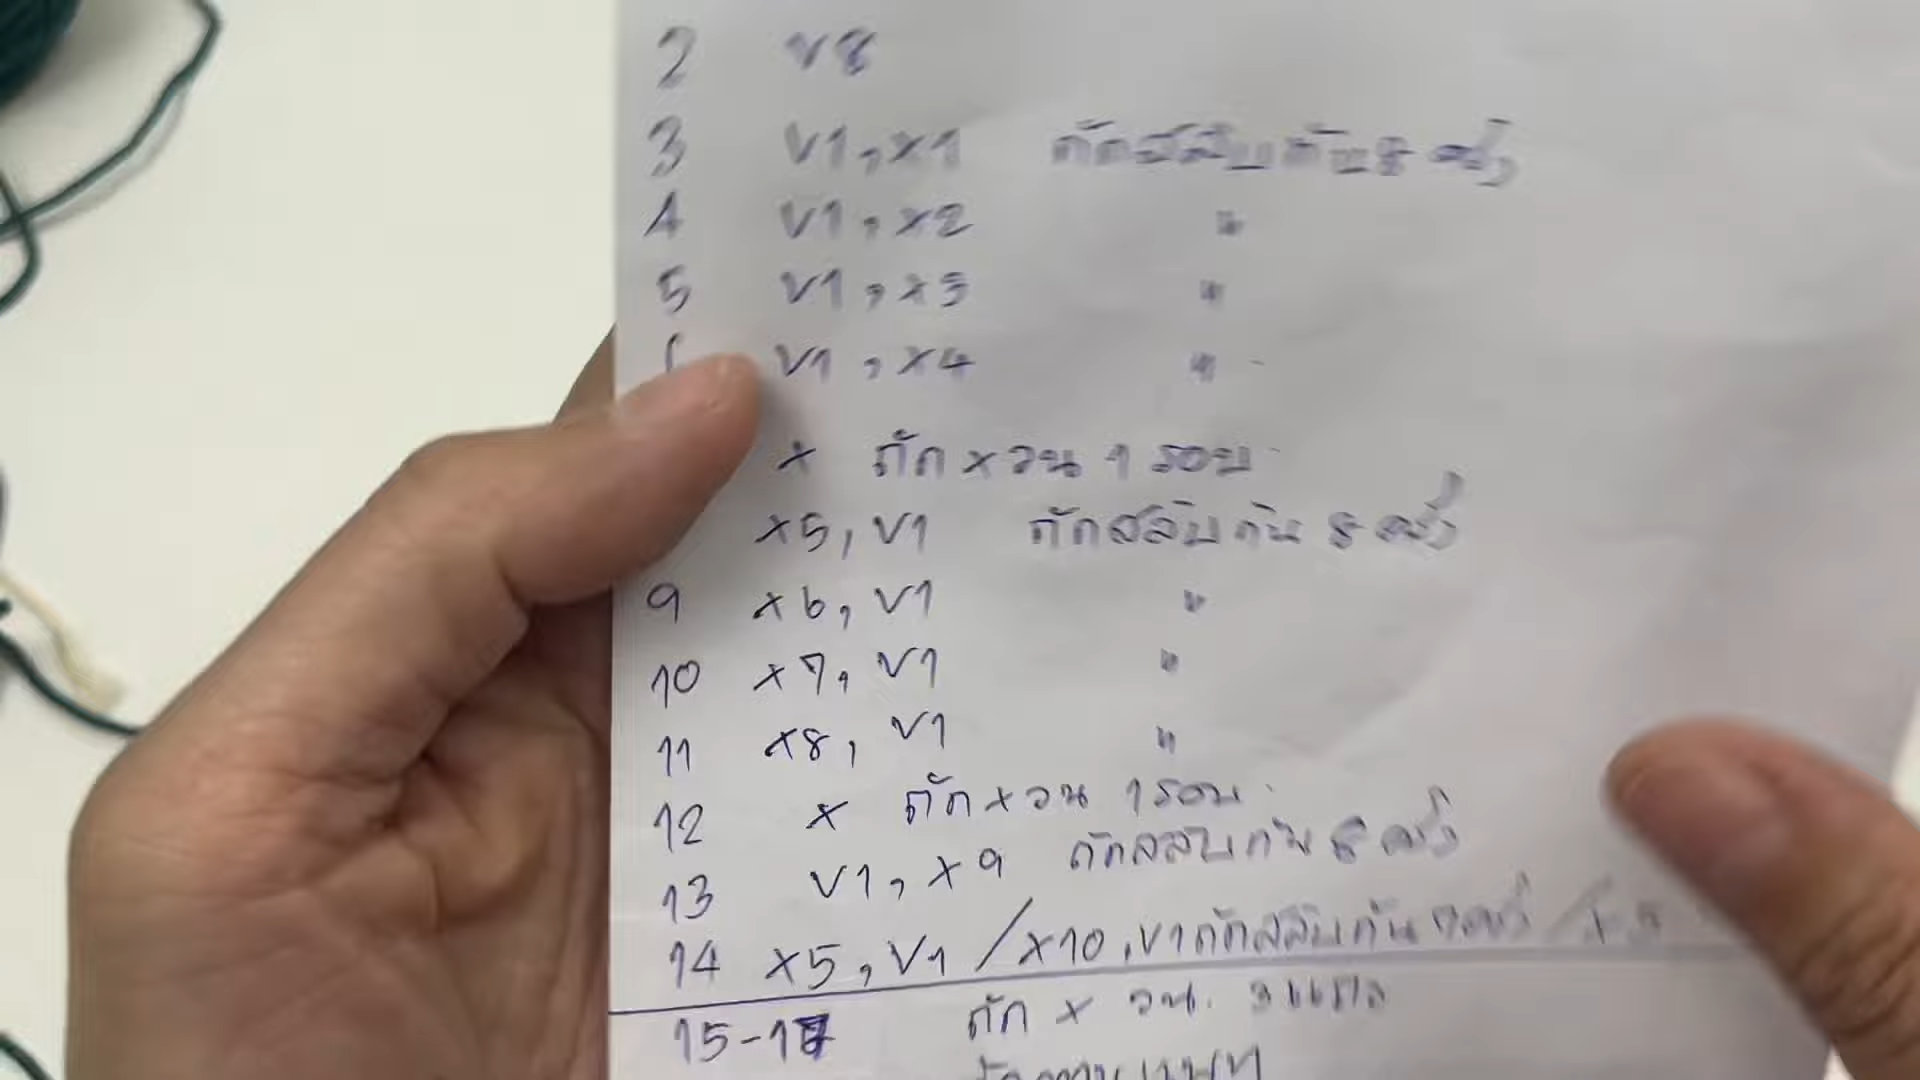 2 V8
3 V1,x1 ถักสลับกัน 8 ครั้ง
4 V1,x2 "
5 V1,x3 "
V1,x4 "
x ถัก x วน 1 รอบ
x5, V1 ถักสลับกัน 8 ครั้ง
9 x6, V1 "
10 x7, V1 "
11 x8, V1 "
12 x ถัก x วน 1 รอบ
13 V1, x9 ถักสลับกัน 8 ครั้ง
14 x5, V1 / x10, V1 ถักสลับกัน 7 ครั้ง / x5
15-17 ถัก x วน 3 แถว